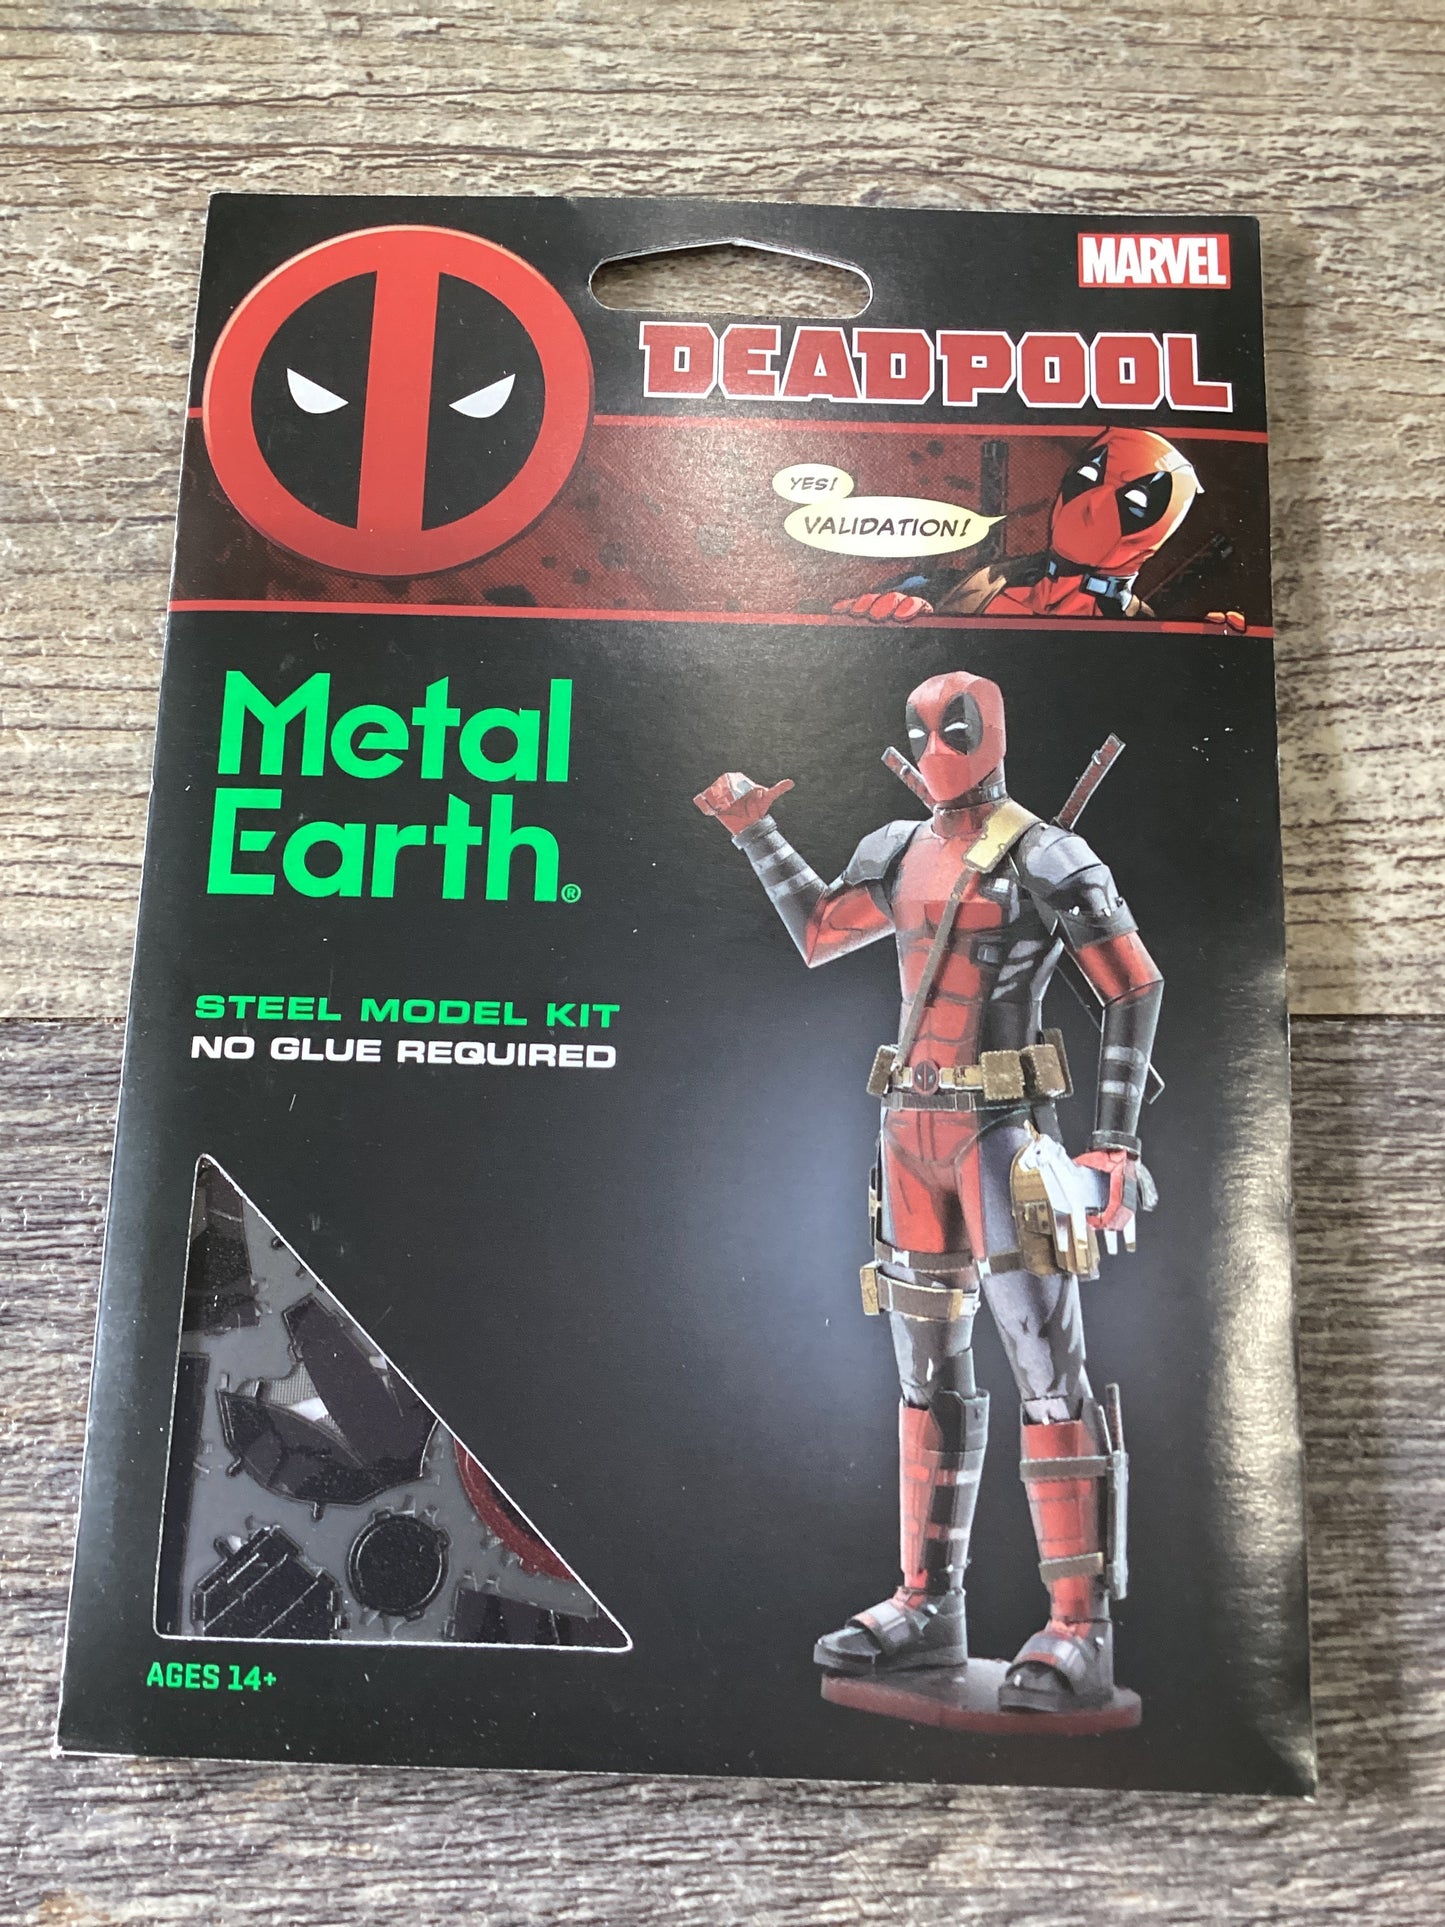 MARVEL
DEADPOOL
YES!
VALIDATION!
Metal
Earth®
STEEL MODEL KIT
NO GLUE REQUIRED
AGES 14+